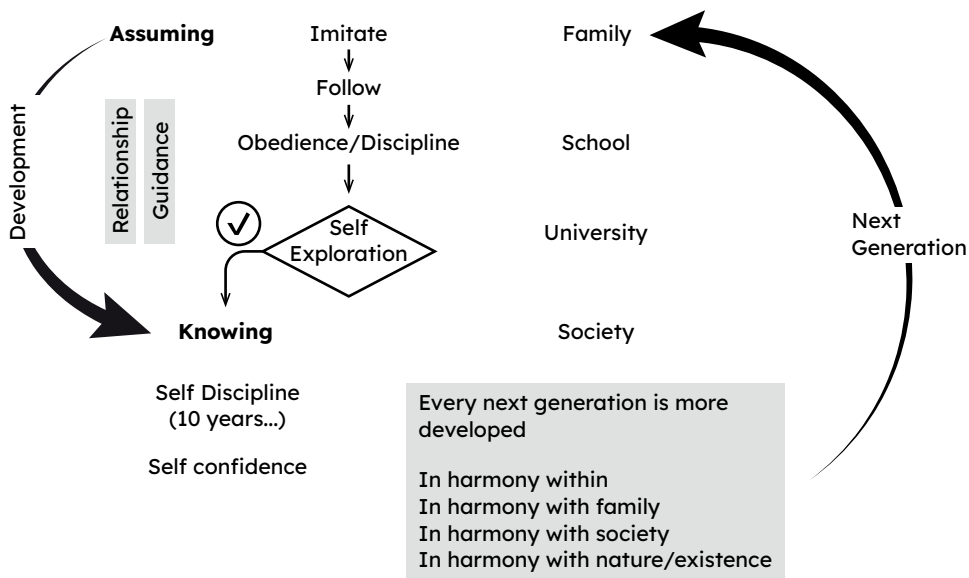 Assuming
Imitate
Family
Follow
Development
Relationship
Guidance
Obedience/Discipline
School
Self
Exploration
University
Next
Generation
Knowing
Society
Self Discipline
(10 years...)
Self confidence
Every next generation is more
developed
In harmony within
In harmony with family
In harmony with society
In harmony with nature/existence